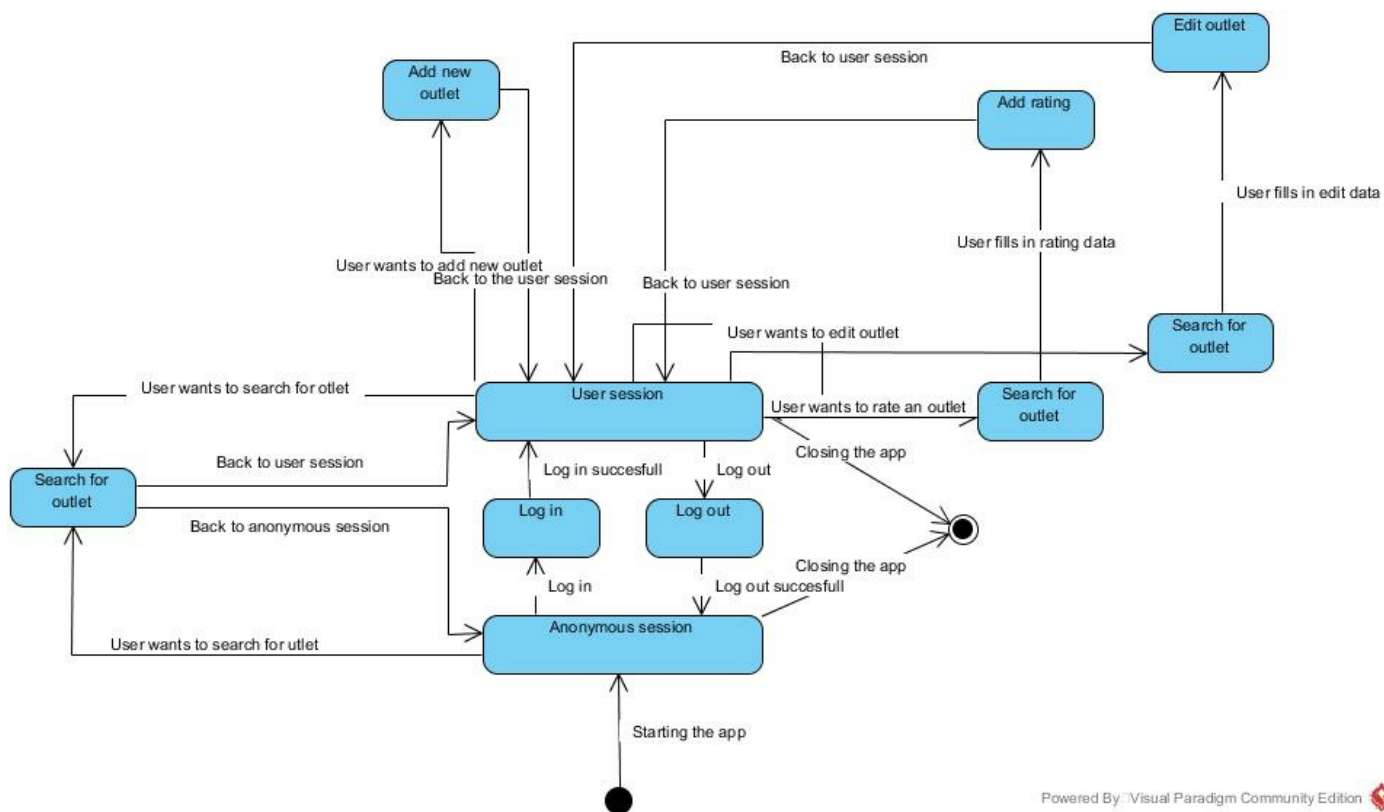 Edit outlet
Back to user session
Add new
outlet
Add rating
User fills in edit data
User fills in rating data
User wants to add new outlet
Back to the user session
Back to user session
User wants to edit outlet
Search for
outlet
User wants to search for otlet
User session
User wants to rate an outlet
Search for
outlet
Closing the app
Back to user session
Log in succesfull
Log out
Search for
outlet
Log in
Log out
Back to anonymous session
Closing the app
Log in
Log out succesfull
Anonymous session
User wants to search for utlet
Starting the app
Powered By Visual Paradigm Community Edition